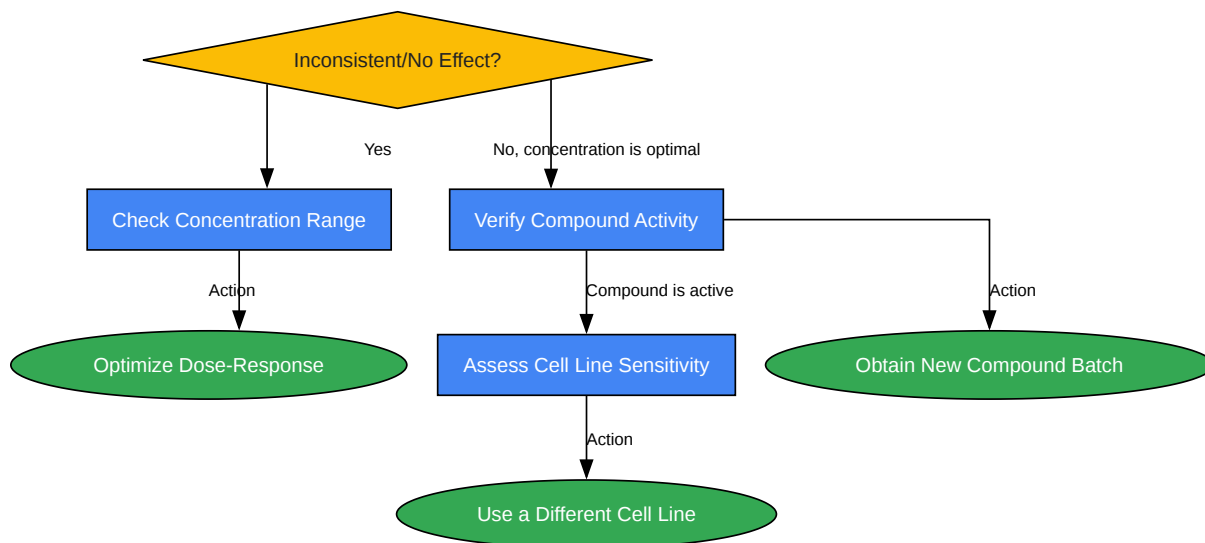 Inconsistent/No Effect?
Yes
No, concentration is optimal
Check Concentration Range
Verify Compound Activity
Action
Compound is active
Action
Optimize Dose-Response
Assess Cell Line Sensitivity
Obtain New Compound Batch
Action
Use a Different Cell Line